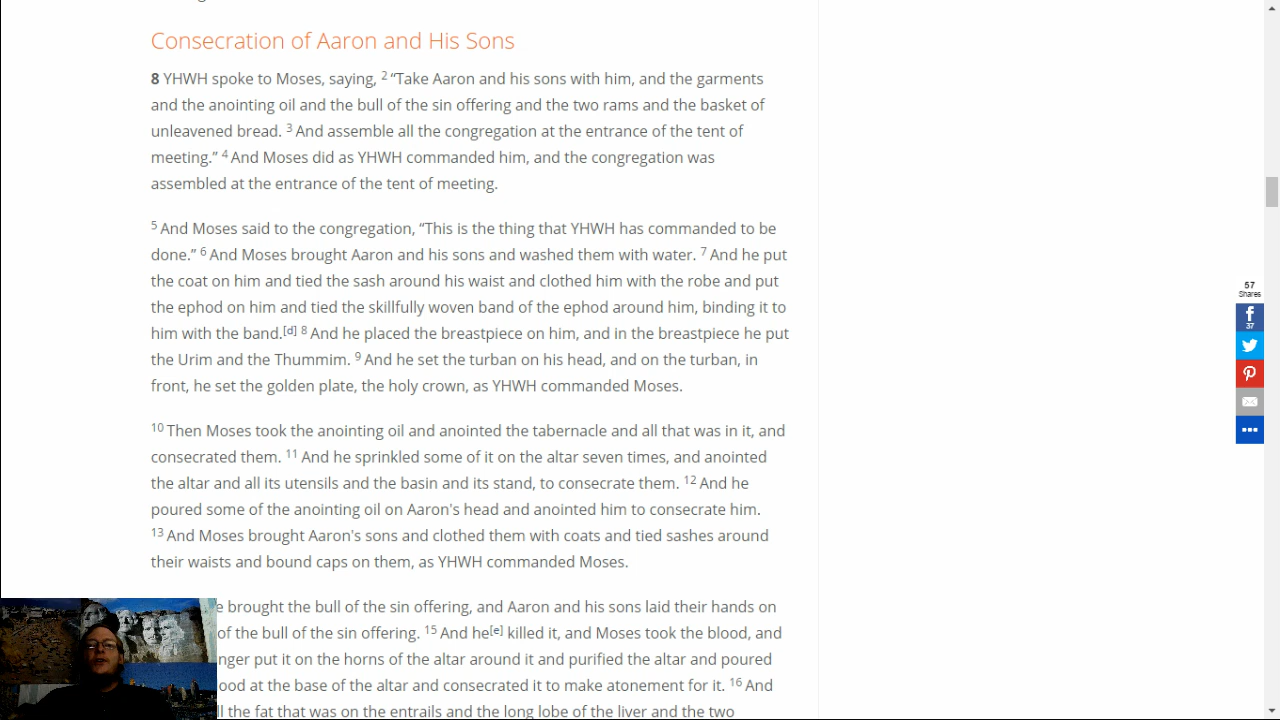 Consecration of Aaron and His Sons
8 YHWH spoke to Moses, saying, 2 “Take Aaron and his sons with him, and the garments
and the anointing oil and the bull of the sin offering and the two rams and the basket of
unleavened bread. 3 And assemble all the congregation at the entrance of the tent of
meeting.” 4 And Moses did as YHWH commanded him, and the congregation was
assembled at the entrance of the tent of meeting.
5 And Moses said to the congregation, “This is the thing that YHWH has commanded to be
done.” 6 And Moses brought Aaron and his sons and washed them with water. 7 And he put
the coat on him and tied the sash around his waist and clothed him with the robe and put
the ephod on him and tied the skillfully woven band of the ephod around him, binding it to
him with the band.[d] 8 And he placed the breastpiece on him, and in the breastpiece he put
the Urim and the Thummim. 9 And he set the turban on his head, and on the turban, in
front, he set the golden plate, the holy crown, as YHWH commanded Moses.
10 Then Moses took the anointing oil and anointed the tabernacle and all that was in it, and
consecrated them. 11 And he sprinkled some of it on the altar seven times, and anointed
the altar and all its utensils and the basin and its stand, to consecrate them. 12 And he
poured some of the anointing oil on Aaron's head and anointed him to consecrate him.
13 And Moses brought Aaron's sons and clothed them with coats and tied sashes around
their waists and bound caps on them, as YHWH commanded Moses.
brought the bull of the sin offering, and Aaron and his sons laid their hands on
of the bull of the sin offering. 15 And he[e] killed it, and Moses took the blood, and
nger put it on the horns of the altar around it and purified the altar and poured
ood at the base of the altar and consecrated it to make atonement for it. 16 And
the fat that was on the entrails and the long lobe of the liver and the two
57
Shares
37